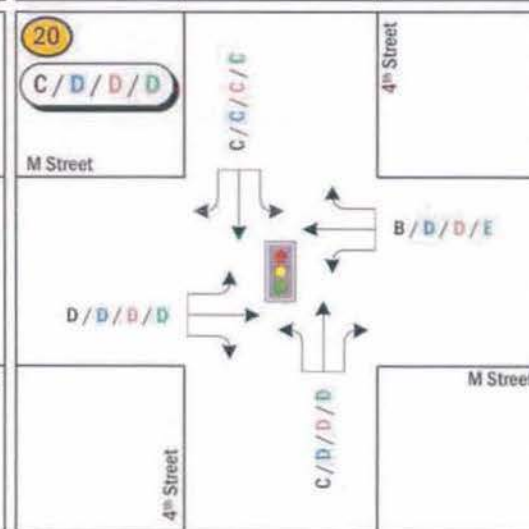 20
C/D/D/D
C/C/C/C
4th Street
M Street
B/D/D/E
D/D/D/D
M Street
C/D/D/D
4th Street